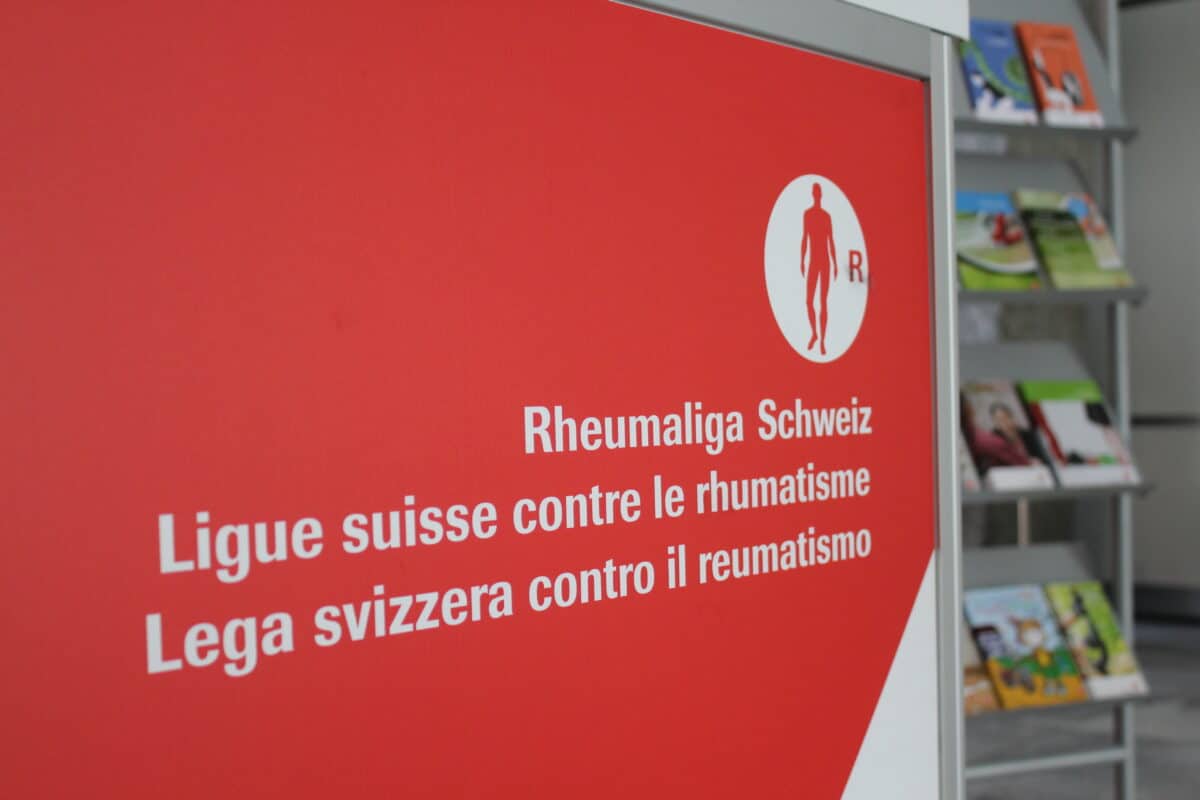 R
Rheumaliga Schweiz
Ligue suisse contre le rhumatisme
Lega svizzera contro il reumatismo